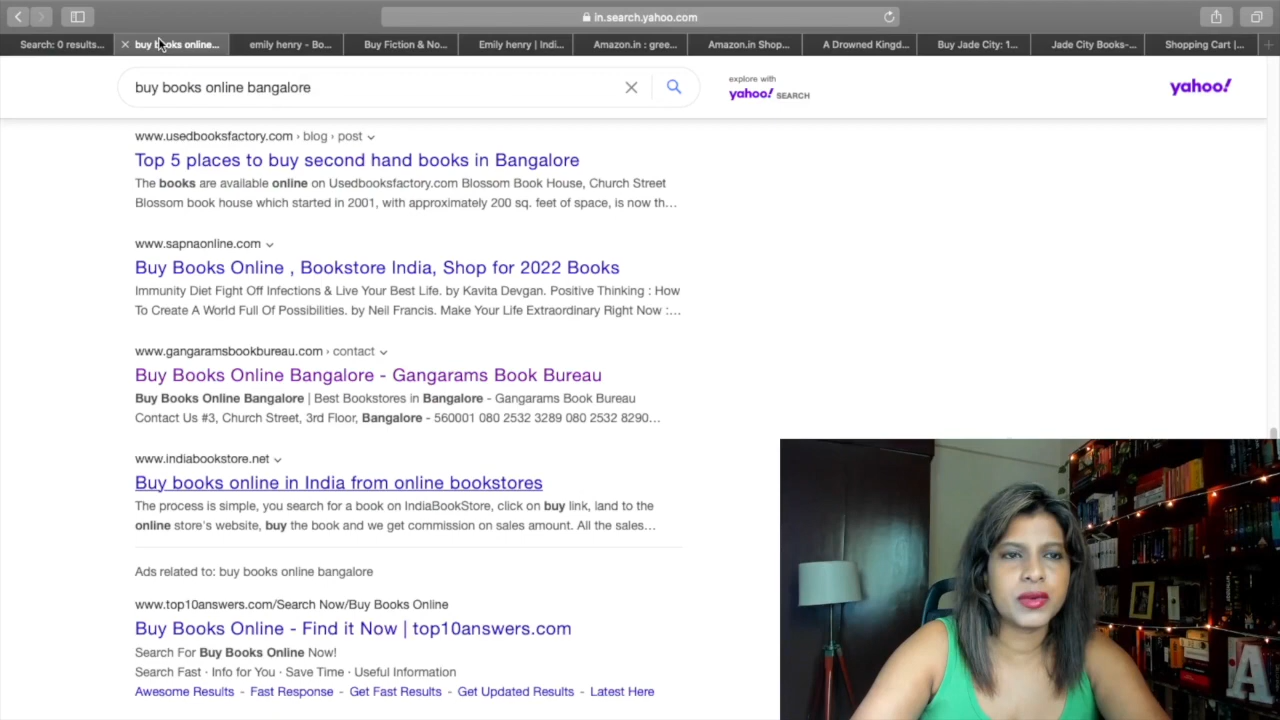 in.search.yahoo.com
Search: 0 results...
buy books online...
emily henry - Bo...
Buy Fiction & No...
Emily henry | Indi...
Amazon.in : gree...
Amazon.in Shop...
A Drowned Kingd...
Buy Jade City: 1...
Jade City Books-...
Shopping Cart |...
buy books online bangalore
explore with
yahoo! SEARCH
yahoo!
www.usedbooksfactory.com › blog › post
Top 5 places to buy second hand books in Bangalore
The books are available online on Usedbooksfactory.com Blossom Book House, Church Street
Blossom book house which started in 2001, with approximately 200 sq. feet of space, is now th...
www.sapnaonline.com
Buy Books Online , Bookstore India, Shop for 2022 Books
Immunity Diet Fight Off Infections & Live Your Best Life. by Kavita Devgan. Positive Thinking : How
To Create A World Full Of Possibilities. by Neil Francis. Make Your Life Extraordinary Right Now :...
www.gangaramsbookbureau.com › contact
Buy Books Online Bangalore - Gangarams Book Bureau
Buy Books Online Bangalore | Best Bookstores in Bangalore - Gangarams Book Bureau
Contact Us #3, Church Street, 3rd Floor, Bangalore - 560001 080 2532 3289 080 2532 8290...
www.indiabookstore.net
Buy books online in India from online bookstores
The process is simple, you search for a book on IndiaBookStore, click on buy link, land to the
online store's website, buy the book and we get commission on sales amount. All the sales...
Ads related to: buy books online bangalore
www.top10answers.com/Search Now/Buy Books Online
Buy Books Online - Find it Now | top10answers.com
Search For Buy Books Online Now!
Search Fast · Info for You · Save Time · Useful Information
Awesome Results - Fast Response - Get Fast Results - Get Updated Results - Latest Here
A